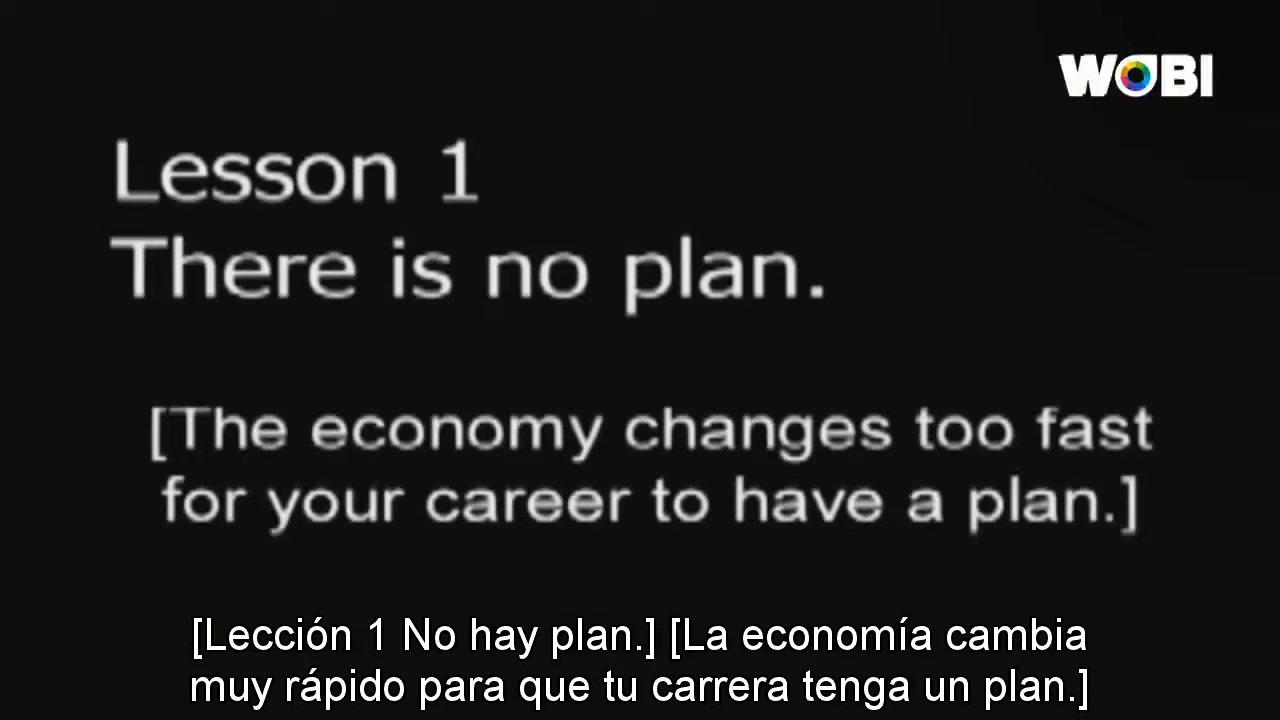 WOBI
Lesson 1
There is no plan.
[The economy changes too fast
for your career to have a plan.]
[Lección 1 No hay plan.] [La economía cambia
muy rápido para que tu carrera tenga un plan.]